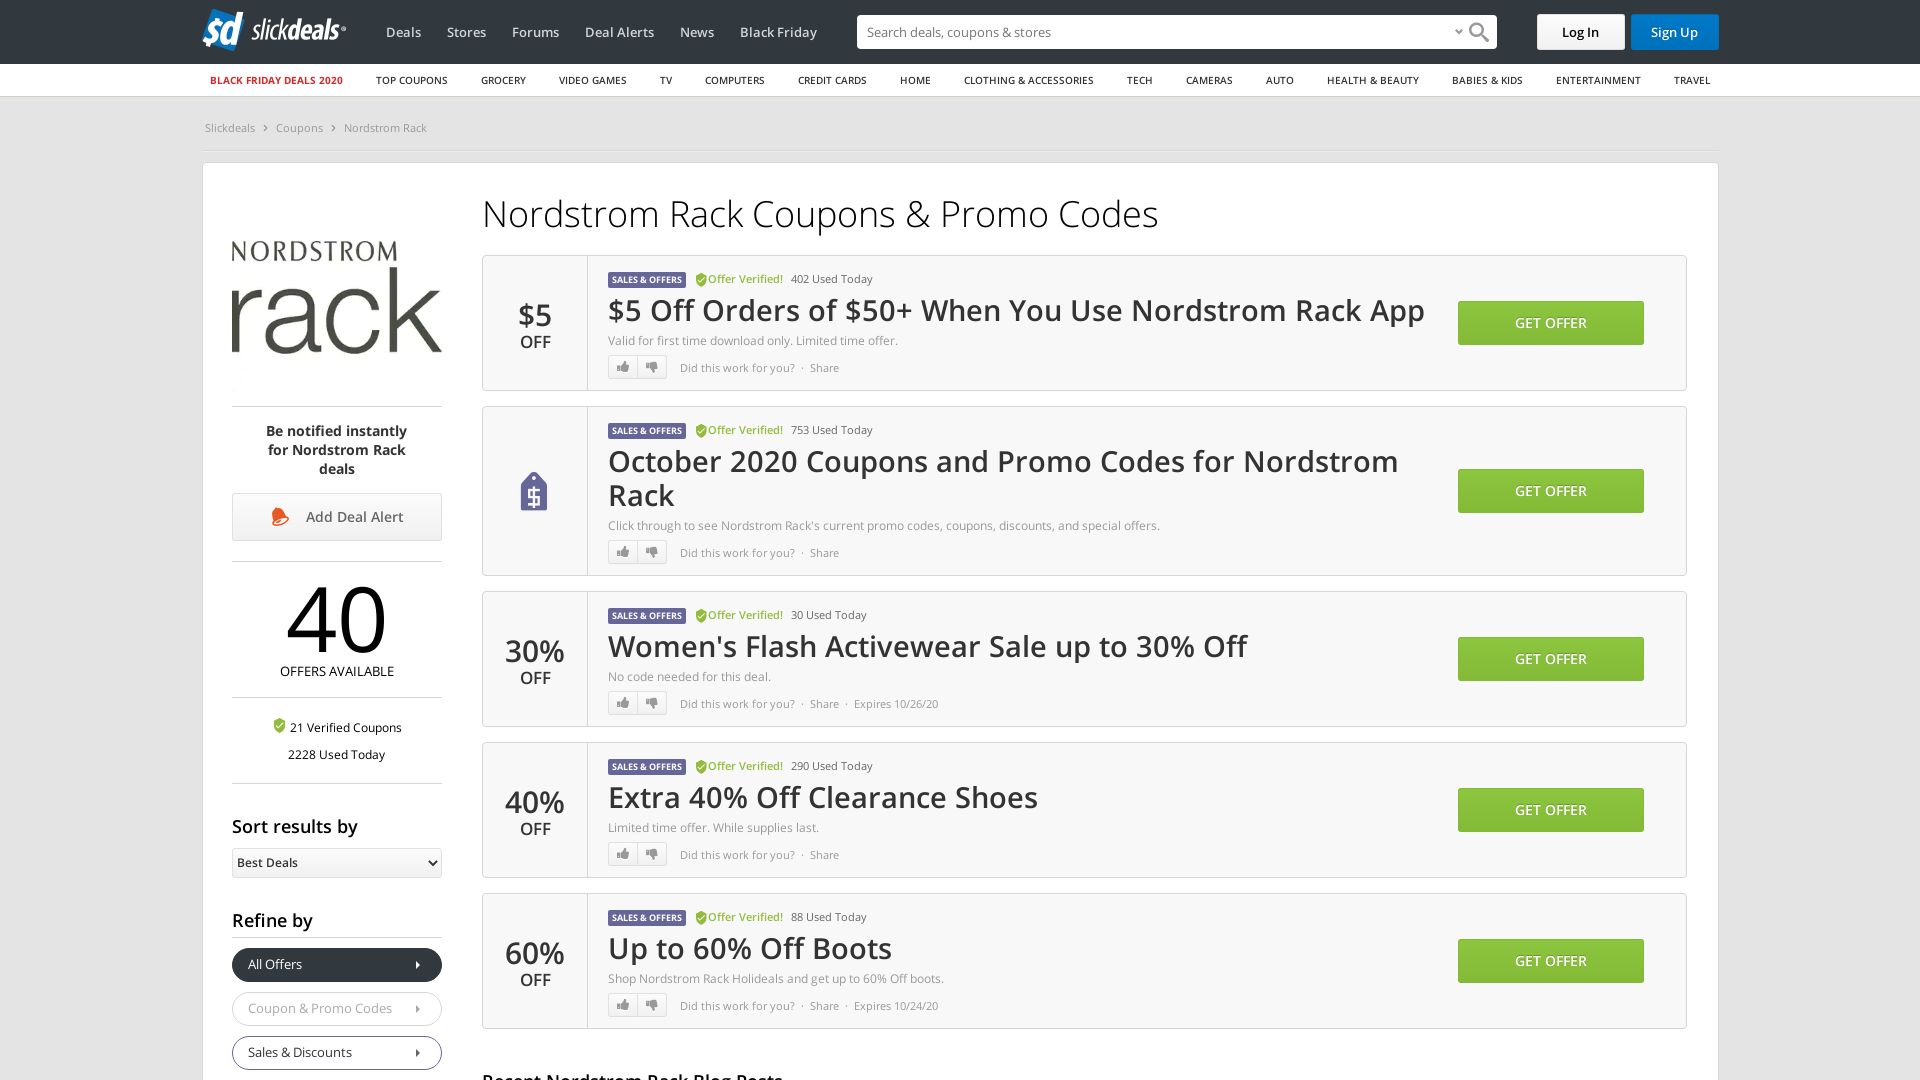 sd slickdeals®
Deals
Stores
Forums
Deal Alerts
News
Black Friday
Search deals, coupons & stores
Log In
Sign Up
BLACK FRIDAY DEALS 2020
TOP COUPONS
GROCERY
VIDEO GAMES
TV
COMPUTERS
CREDIT CARDS
HOME
CLOTHING & ACCESSORIES
TECH
CAMERAS
AUTO
HEALTH & BEAUTY
BABIES & KIDS
ENTERTAINMENT
TRAVEL
Slickdeals › Coupons › Nordstrom Rack
NORDSTROM
rack
Be notified instantly
for Nordstrom Rack
deals
Add Deal Alert
40
OFFERS AVAILABLE
21 Verified Coupons
2228 Used Today
Sort results by
Best Deals
Refine by
All Offers
Coupon & Promo Codes
Sales & Discounts
Nordstrom Rack Coupons & Promo Codes
$5
OFF
SALES & OFFERS Offer Verified! 402 Used Today
$5 Off Orders of $50+ When You Use Nordstrom Rack App
Valid for first time download only. Limited time offer.
Did this work for you? · Share
GET OFFER
SALES & OFFERS Offer Verified! 753 Used Today
October 2020 Coupons and Promo Codes for Nordstrom
Rack
Click through to see Nordstrom Rack's current promo codes, coupons, discounts, and special offers.
Did this work for you? · Share
GET OFFER
30%
OFF
SALES & OFFERS Offer Verified! 30 Used Today
Women's Flash Activewear Sale up to 30% Off
No code needed for this deal.
Did this work for you? · Share · Expires 10/26/20
GET OFFER
40%
OFF
SALES & OFFERS Offer Verified! 290 Used Today
Extra 40% Off Clearance Shoes
Limited time offer. While supplies last.
Did this work for you? · Share
GET OFFER
60%
OFF
SALES & OFFERS Offer Verified! 88 Used Today
Up to 60% Off Boots
Shop Nordstrom Rack Holideals and get up to 60% Off boots.
Did this work for you? · Share · Expires 10/24/20
GET OFFER
Recent Nordstrom Rack Blog Posts